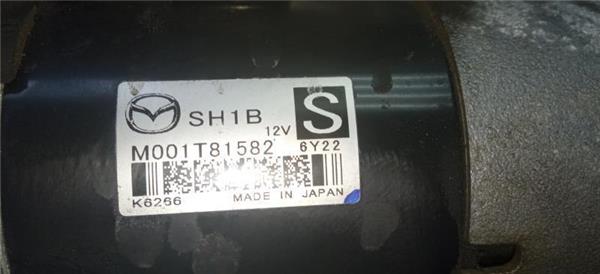 SH1B 12V S
M001T81582 6Y22
K6266 MADE IN JAPAN